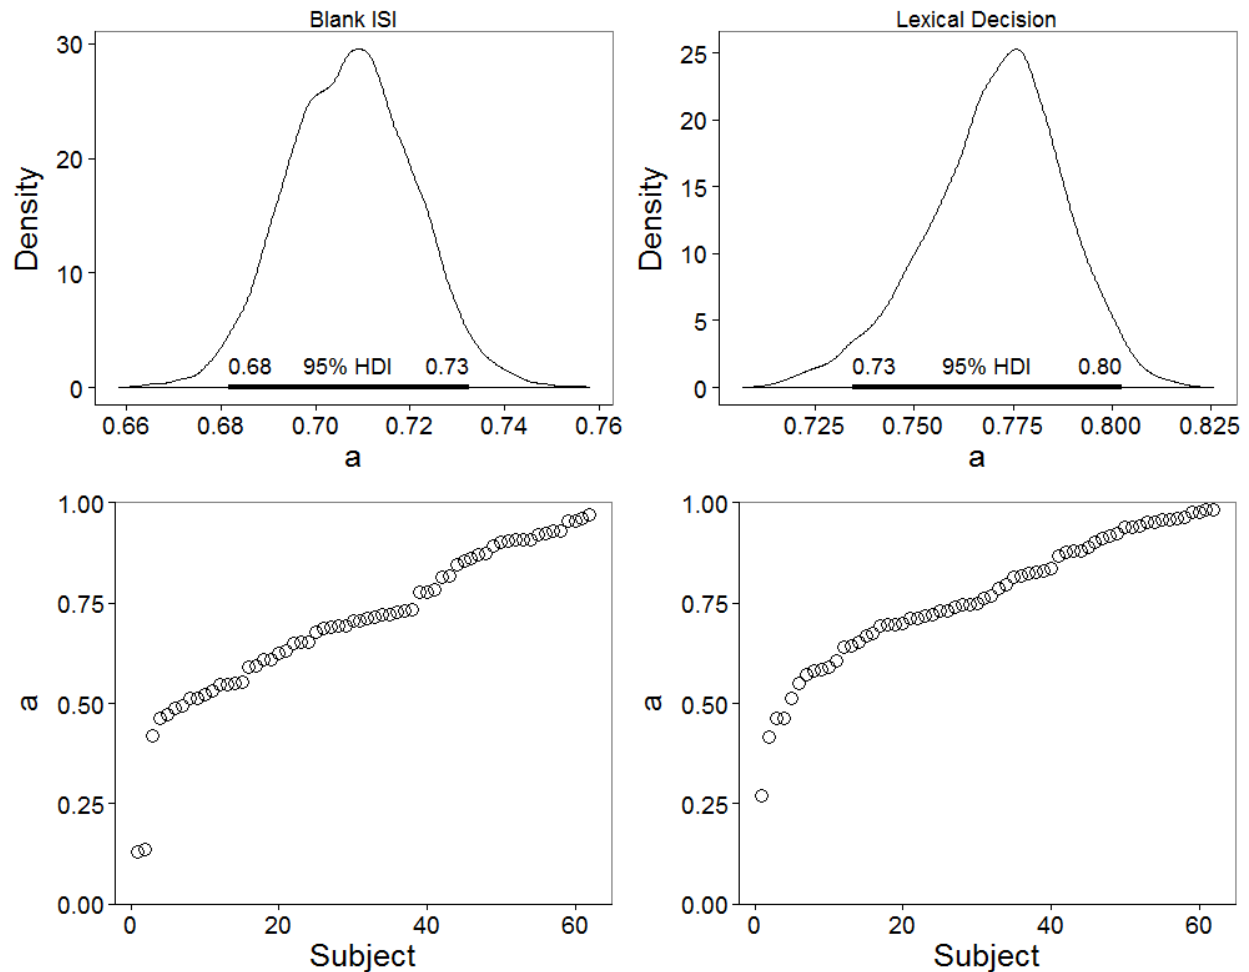 Blank ISI
Density
30
20
10
0
0.68 95% HDI 0.73
0.66 0.68 0.70 0.72 0.74 0.76
a
Lexical Decision
Density
25
20
15
10
5
0
0.73 95% HDI 0.80
0.725 0.750 0.775 0.800 0.825
a
a
1.00
0.75
0.50
0.25
0.00
0 20 40 60
Subject
a
1.00
0.75
0.50
0.25
0.00
0 20 40 60
Subject